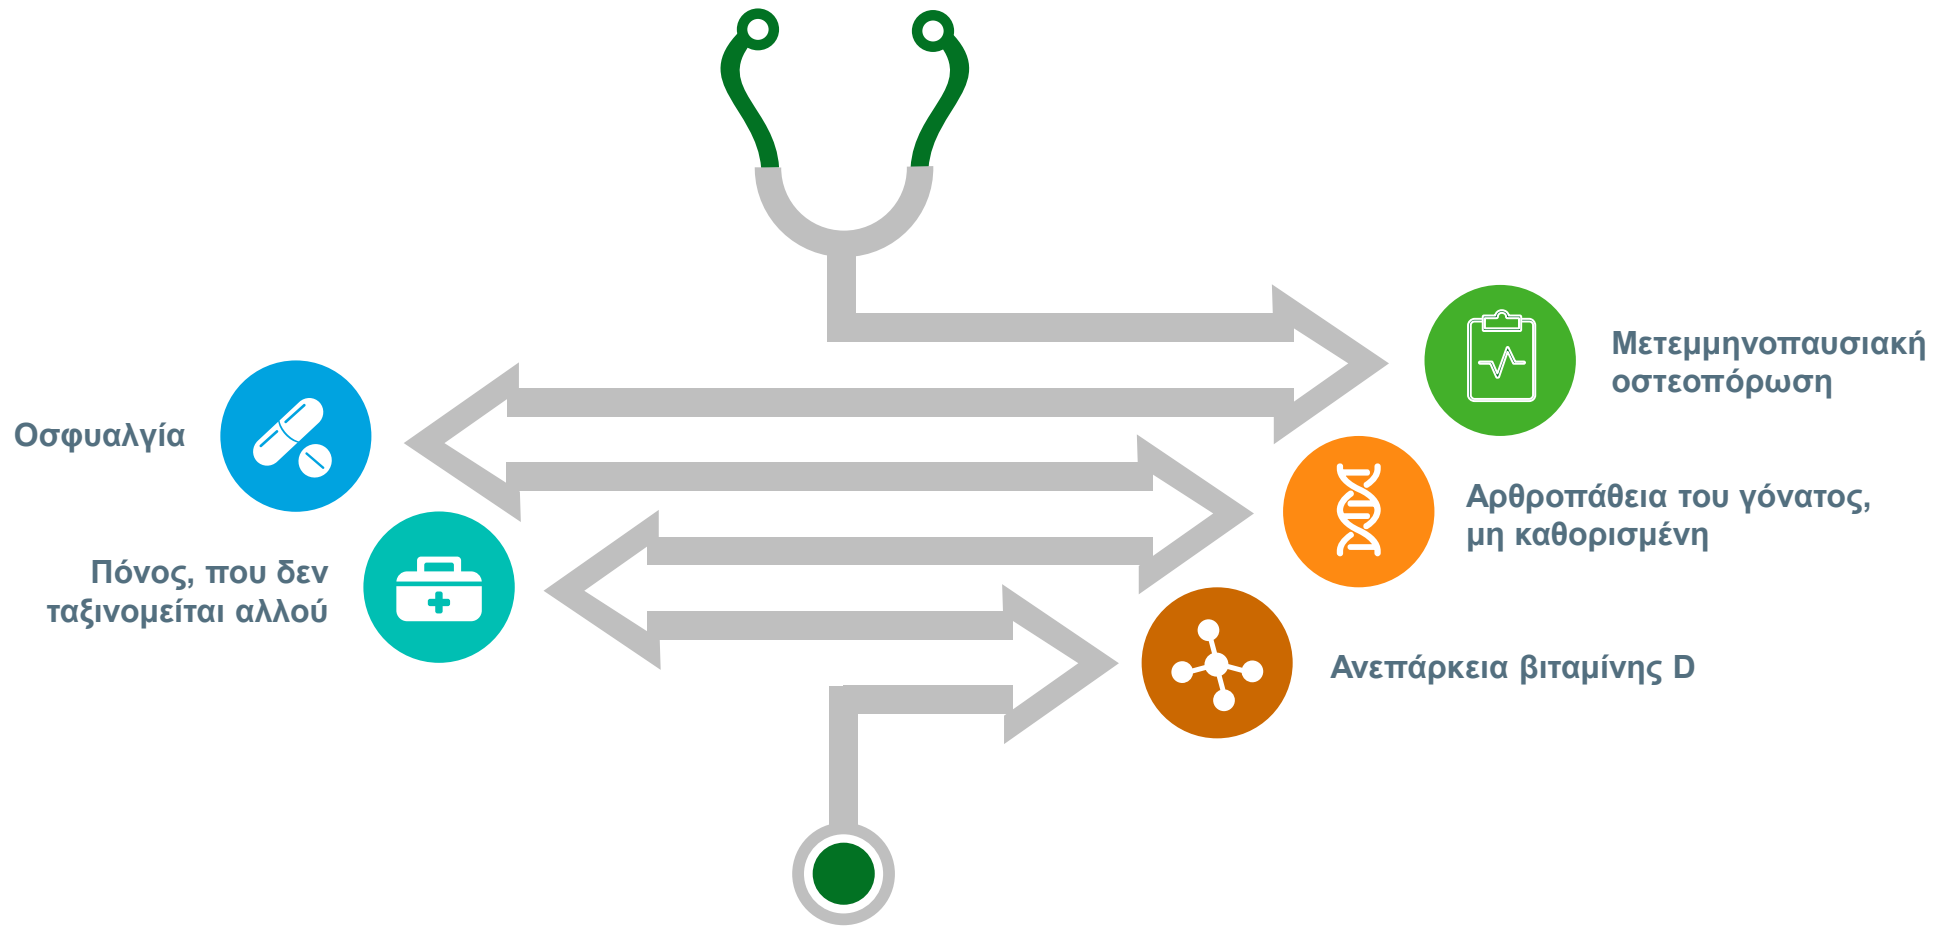 Μετεμμηνοπαυσιακή
οστεοπόρωση
Οσφυαλγία
Αρθροπάθεια του γόνατος,
μη καθορισμένη
Πόνος, που δεν
ταξινομείται αλλού
Ανεπάρκεια βιταμίνης D